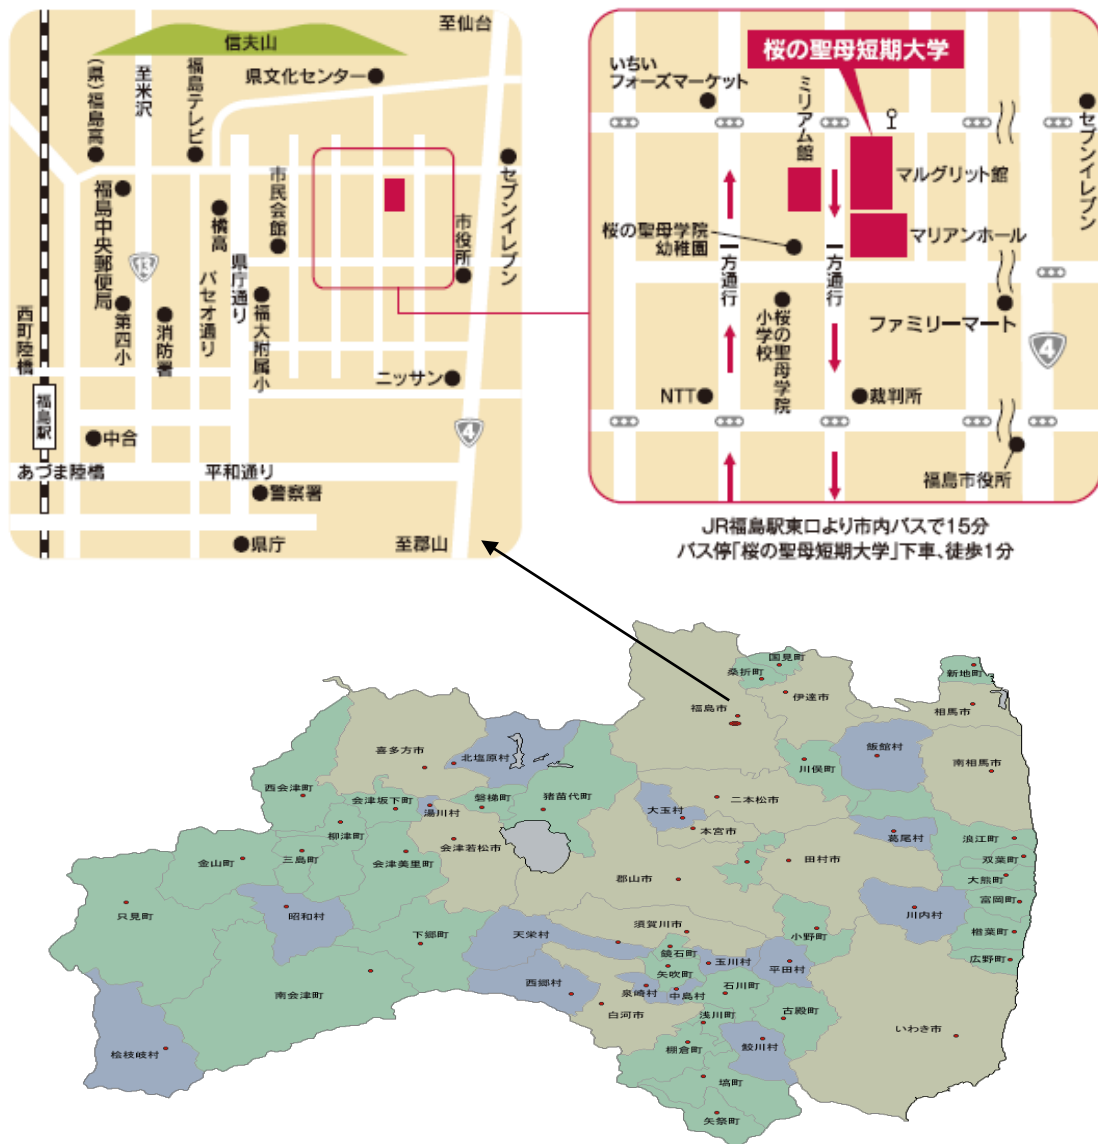 至仙台
信夫山
(県)福島高
至米沢
福島テレビ
県文化センター
福島中央郵便局
橘高
市民会館
セブンイレブン
市役所
13
県庁通り
パセオ通り
西町陸橋
第四小
消防署
福大附属小
ニッサン
福島駅
中合
4
あづま陸橋
平和通り
警察署
県庁
至郡山
桜の聖母短期大学
いちい
フォーズマーケット
ミリアム館
セブンイレブン
マルグリット館
マリアンホール
桜の聖母学院
幼稚園
一方通行
一方通行
桜の聖母学院
小学校
ファミリーマート
4
NTT
裁判所
福島市役所
JR福島駅東口より市内バスで15分
バス停「桜の聖母短期大学」下車、徒歩1分
国見町
桑折町
新地町
伊達市
福島市
相馬市
喜多方市
北塩原村
飯館村
川俣町
南相馬市
西会津町
会津坂下町
磐梯町
猪苗代町
湯川村
大玉村
二本松市
本宮市
柳津町
会津若松市
葛尾村
浪江町
金山町
三島町
会津美里町
田村市
双葉町
郡山市
大熊町
富岡町
只見町
昭和村
川内村
下郷町
天栄村
須賀川市
小野町
楢葉町
鏡石町
玉川村
平田村
広野町
矢吹町
南会津町
西郷村
泉崎村
中島村
石川町
白河市
浅川町
古殿町
いわき市
桧枝岐村
棚倉町
鮫川村
塙町
矢祭町